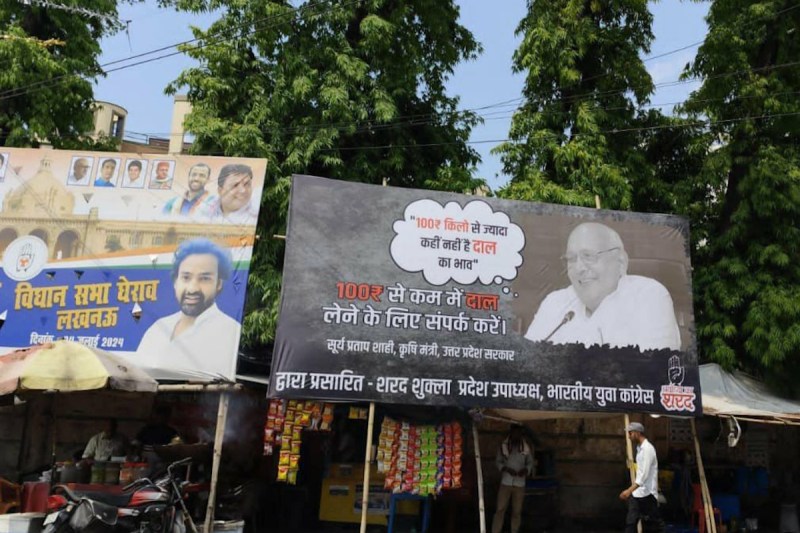 विधान सभा घेराव
लखनऊ
2024
"100₹ किलो से ज्यादा
कहीं नहीं है दाल
का भाव"
100₹ से कम में दाल
लेने के लिए संपर्क करें।
सूर्य प्रताप शाही, कृषि मंत्री, उत्तर प्रदेश सरकार
द्वारा प्रसारित - शरद शुक्ला प्रदेश उपाध्यक्ष, भारतीय युवा कांग्रेस
शरद